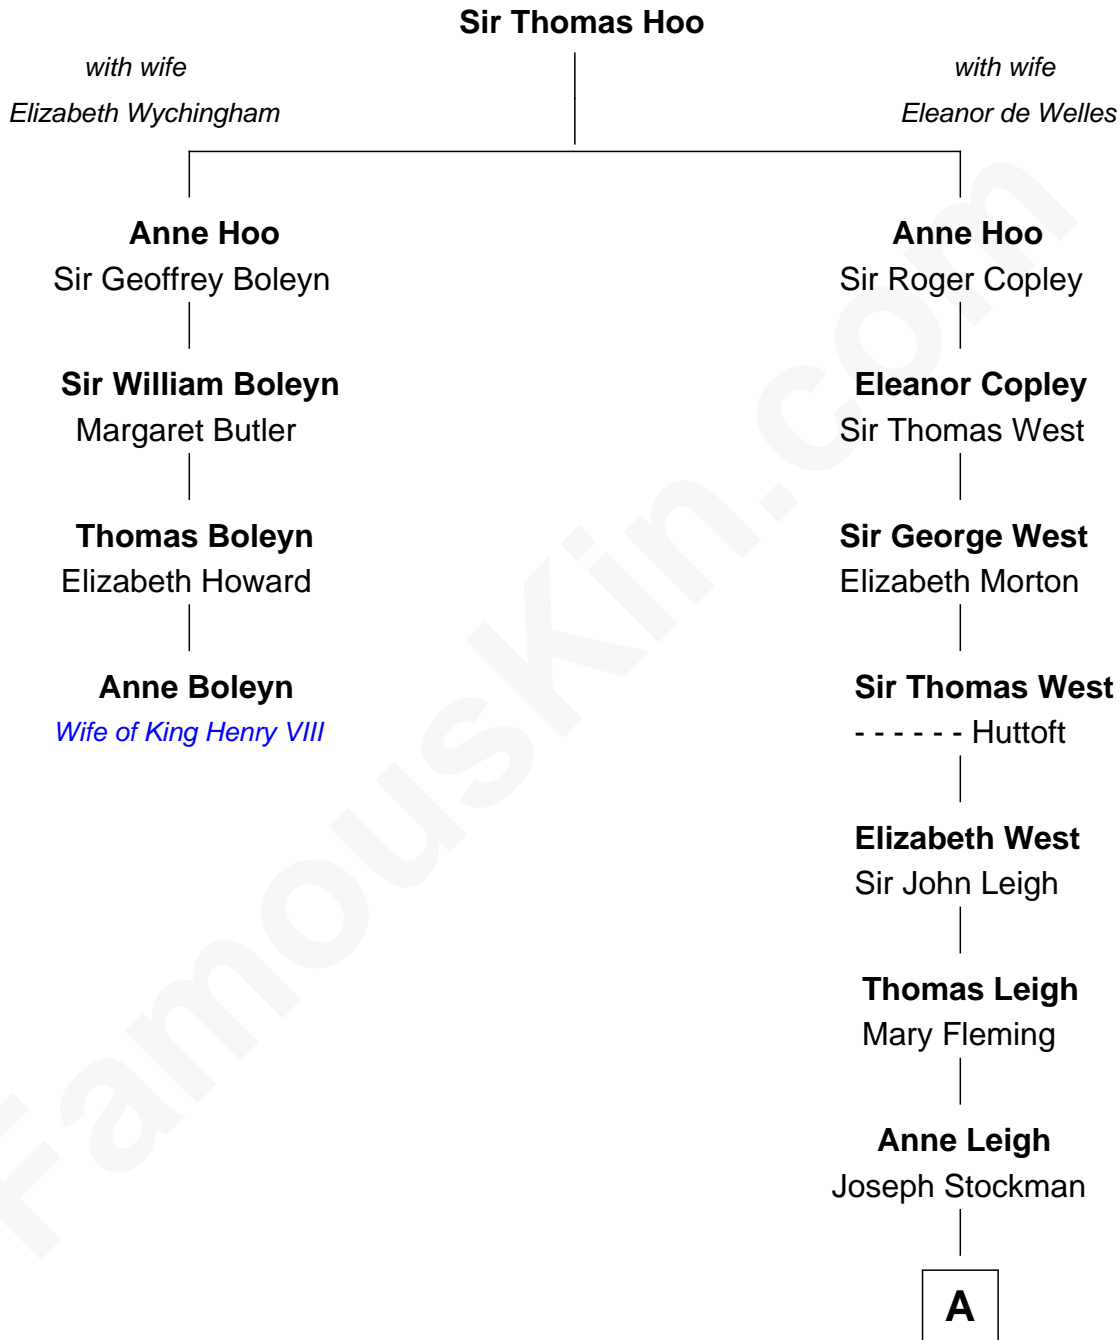 Sir Thomas Hoo
with wife
Elizabeth Wychingham
with wife
Eleanor de Welles
Anne Hoo
Sir Geoffrey Boleyn
Sir William Boleyn
Margaret Butler
Thomas Boleyn
Elizabeth Howard
Anne Boleyn
Wife of King Henry VIII
Anne Hoo
Sir Roger Copley
Eleanor Copley
Sir Thomas West
Sir George West
Elizabeth Morton
Sir Thomas West
- - - - - - Huttoft
Elizabeth West
Sir John Leigh
Thomas Leigh
Mary Fleming
Anne Leigh
Joseph Stockman
A
FamousKin.com